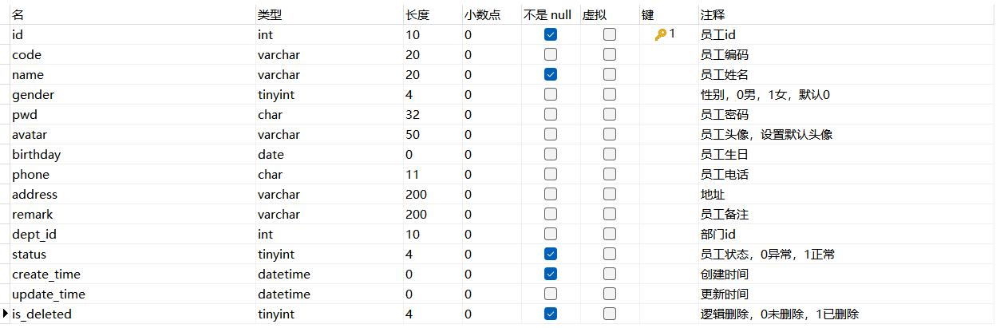 名 类型 长度 小数点 不是 null 虚拟 键 注释
id int 10 0 1 员工id
code varchar 20 0 员工编码
name varchar 20 0 员工姓名
gender tinyint 4 0 性别，0男，1女，默认0
pwd char 32 0 员工密码
avatar varchar 50 0 员工头像，设置默认头像
birthday date 0 0 员工生日
phone char 11 0 员工电话
address varchar 200 0 地址
remark varchar 200 0 员工备注
dept_id int 10 0 部门id
status tinyint 4 0 员工状态，0异常，1正常
create_time datetime 0 0 创建时间
update_time datetime 0 0 更新时间
is_deleted tinyint 4 0 逻辑删除，0未删除，1已删除